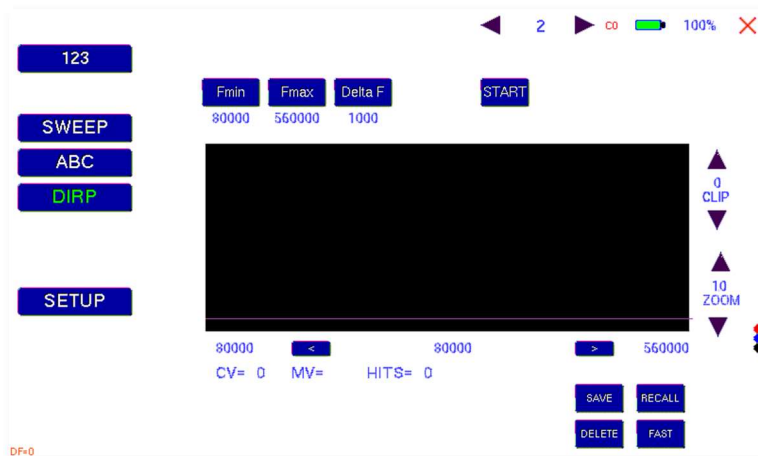 2 C0 100%
123
Fmin Fmax Delta F START
80000 560000 1000
SWEEP
ABC
DIRP
0
CLIP
SETUP
10
ZOOM
80000 < 80000 > 560000
CV= 0 MV= HITS= 0
SAVE RECALL
DELETE FAST
DF=0